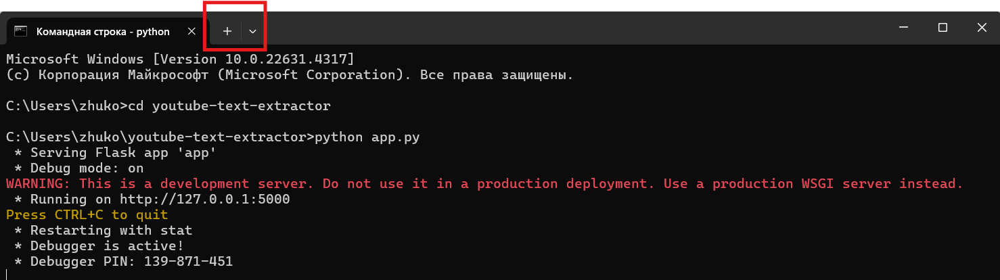 Командная строка - python
Microsoft Windows [Version 10.0.22631.4317]
(c) Корпорация Майкрософт (Microsoft Corporation). Все права защищены.
C:\Users\zhuko>cd youtube-text-extractor
C:\Users\zhuko\youtube-text-extractor>python app.py
 * Serving Flask app 'app'
 * Debug mode: on
WARNING: This is a development server. Do not use it in a production deployment. Use a production WSGI server instead.
 * Running on http://127.0.0.1:5000
Press CTRL+C to quit
 * Restarting with stat
 * Debugger is active!
 * Debugger PIN: 139-871-451